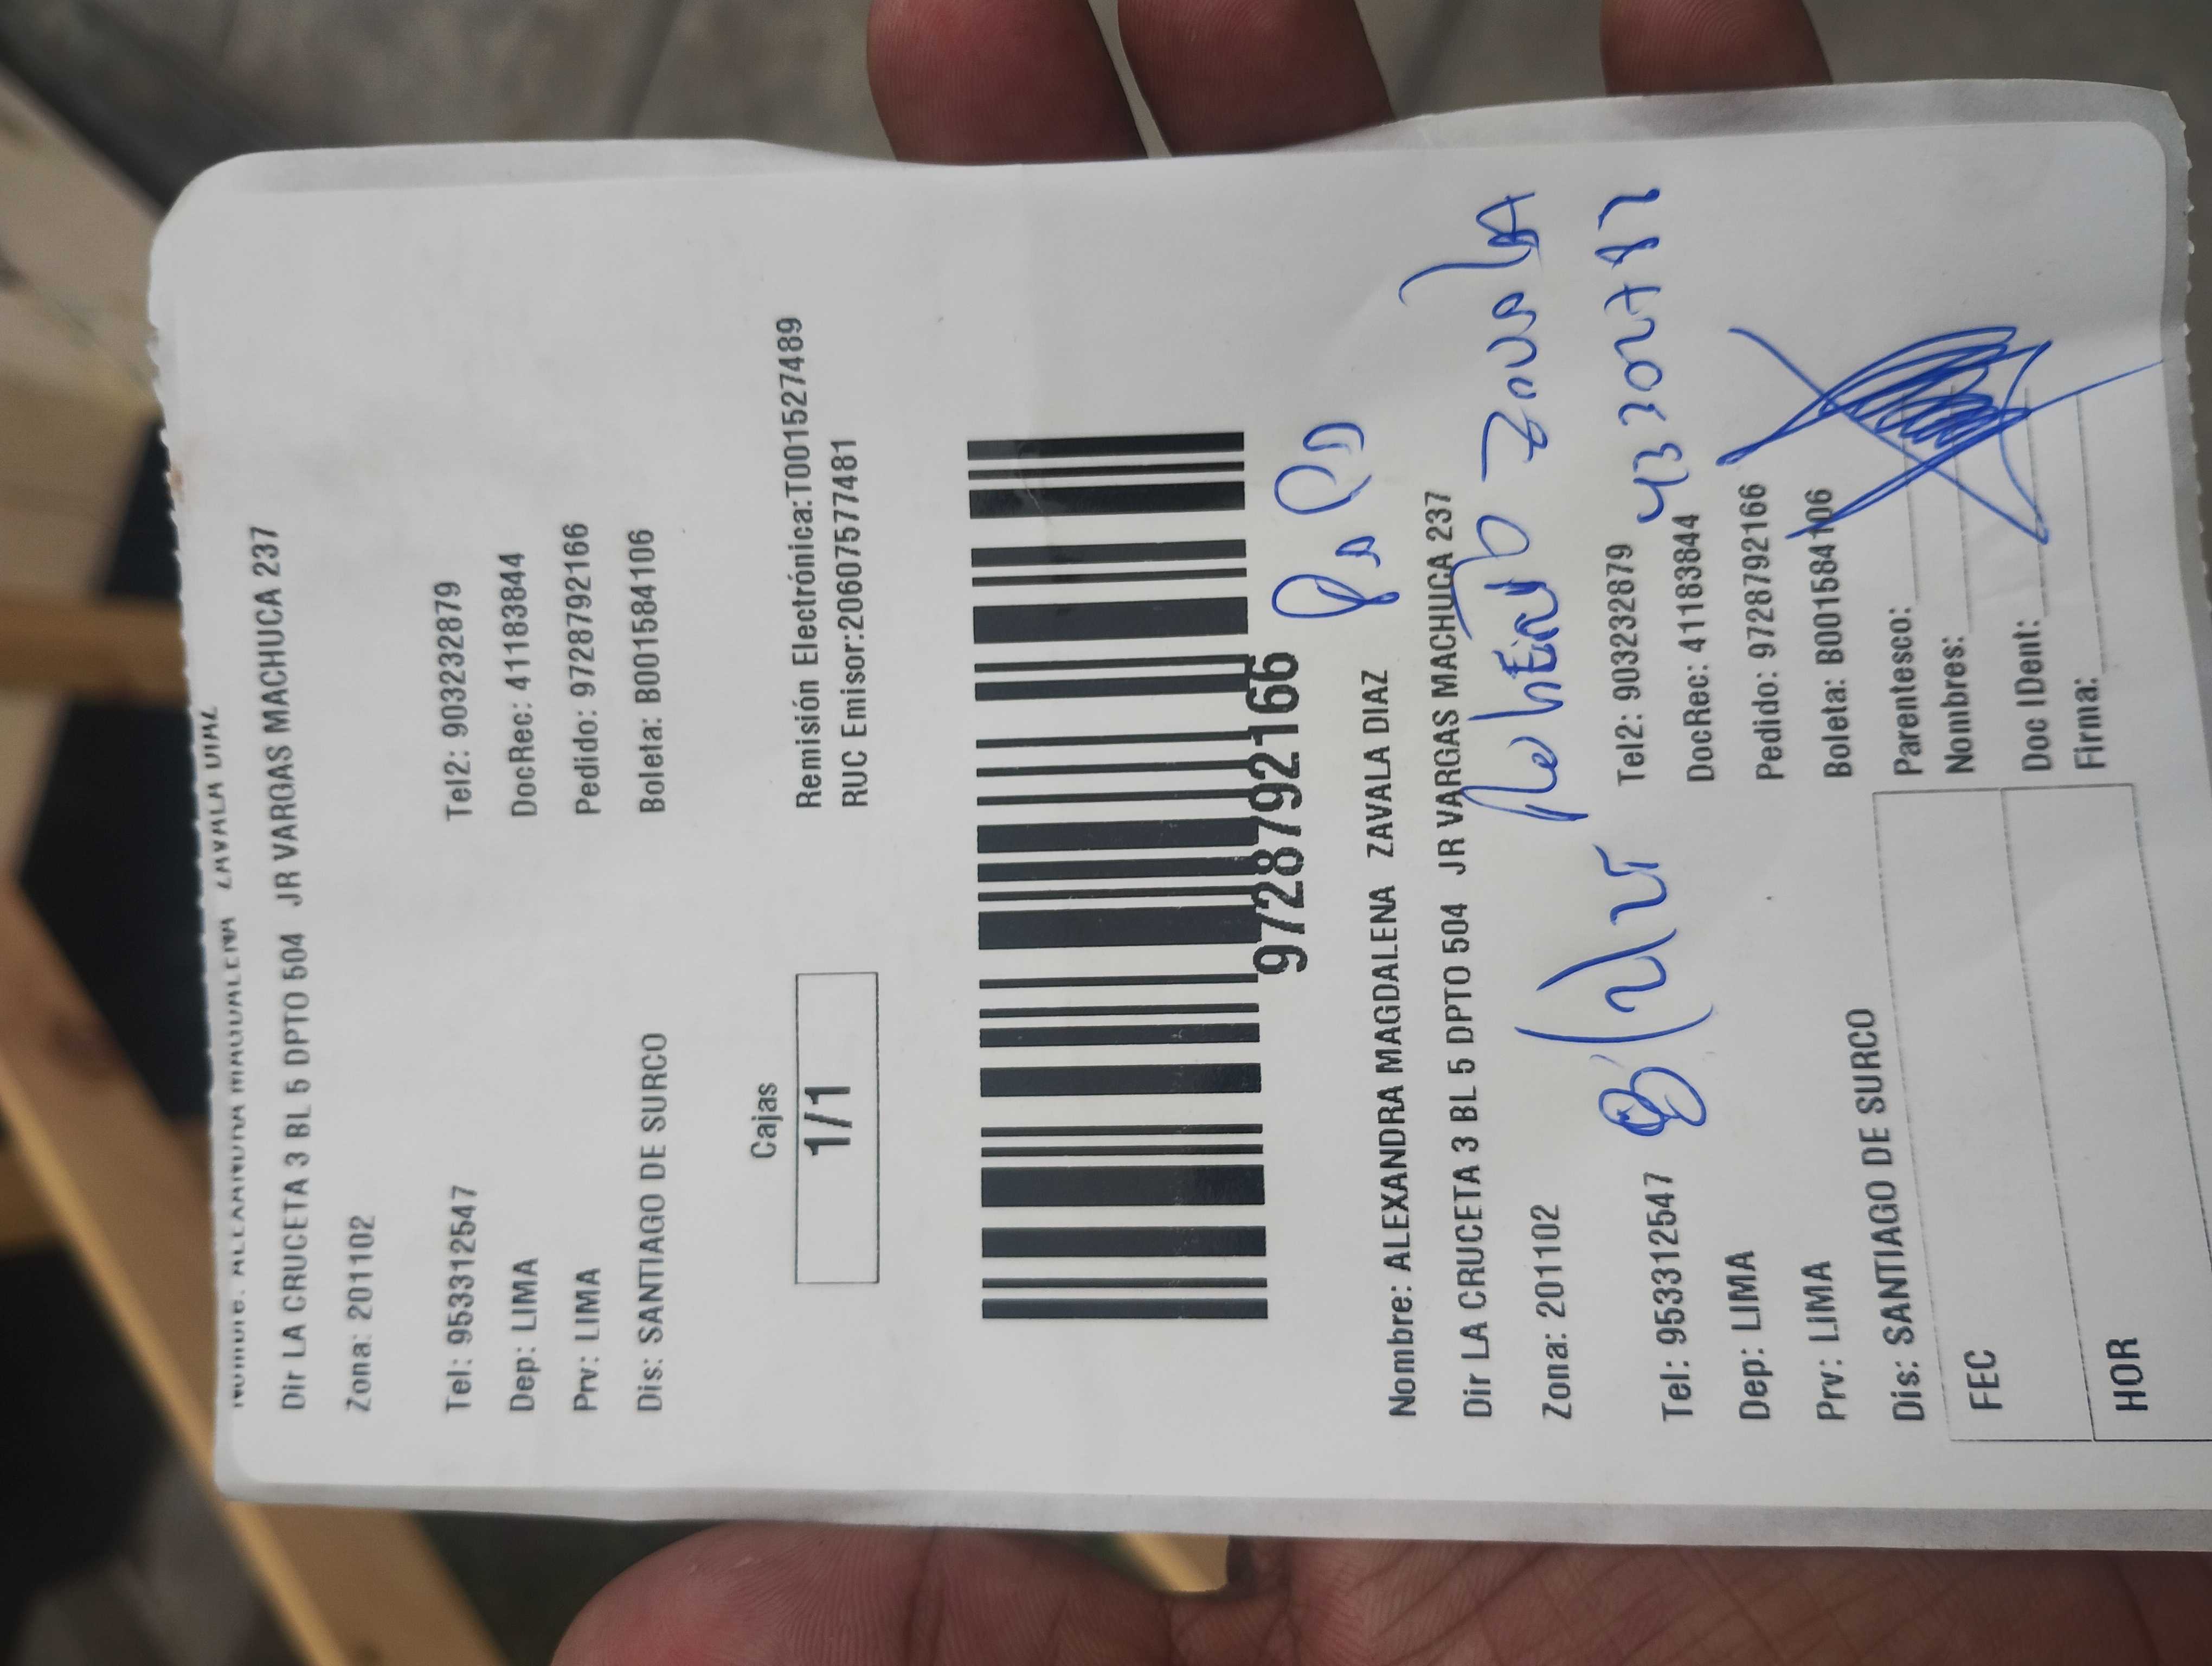 Dir LA CRUCETA 3 BL 5 DPTO 504 JR VARGAS MACHUCA 237
Zona: 201102
Tel: 953312547 Tel2: 903232879
Dep: LIMA DocRec: 41183844
Prv: LIMA Pedido: 9728792166
Dis: SANTIAGO DE SURCO Boleta: B001584106
Cajas
1/1
Remisión Electrónica:T001527489
RUC Emisor:20607577481
9728792166
Nombre: ALEXANDRA MAGDALENA ZAVALA DIAZ
Dir LA CRUCETA 3 BL 5 DPTO 504 JR VARGAS MACHUCA 237
Zona: 201102
Tel: 953312547 Tel2: 903232879
Dep: LIMA DocRec: 41183844
Prv: LIMA Pedido: 9728792166
Dis: SANTIAGO DE SURCO Boleta: B001584106
FEC Parentesco:
Nombres:
HOR Doc IDent:
Firma: